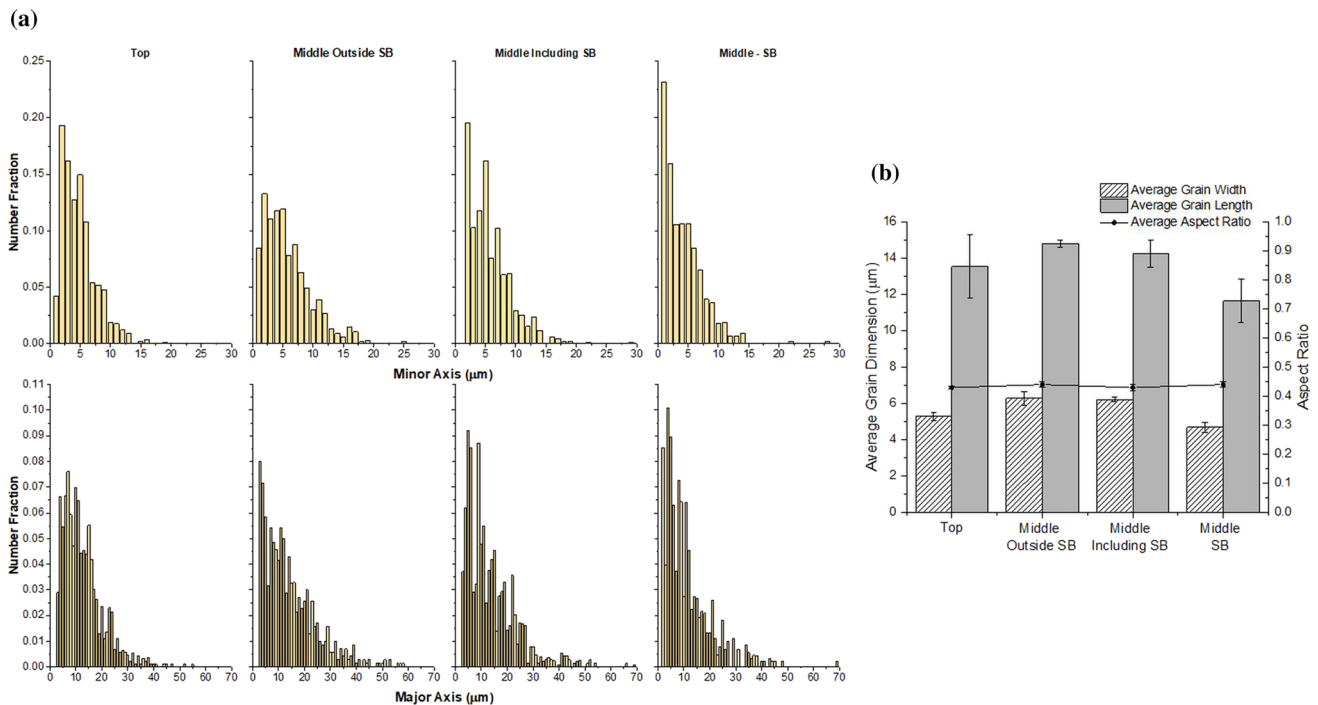 (a)
Top Middle Outside SB Middle Including SB Middle - SB
0.25
0.20
0.15
0.10
0.05
0.00
Number Fraction
0 5 10 15 20 25 30 0 5 10 15 20 25 30 0 5 10 15 20 25 30 0 5 10 15 20 25 30
Minor Axis (μm)
0.11
0.10
0.09
0.08
0.07
0.06
0.05
0.04
0.03
0.02
0.01
0.00
Number Fraction
0 10 20 30 40 50 60 70 0 10 20 30 40 50 60 70 0 10 20 30 40 50 60 70 0 10 20 30 40 50 60 70
Major Axis (μm)
(b)
Average Grain Width
Average Grain Length
Average Aspect Ratio
16
14
12
10
8
6
4
2
0
Average Grain Dimension (μm)
1.0
0.9
0.8
0.7
0.6
0.5
0.4
0.3
0.2
0.1
0.0
Aspect Ratio
Top Middle Middle Middle
Outside SB Including SB SB